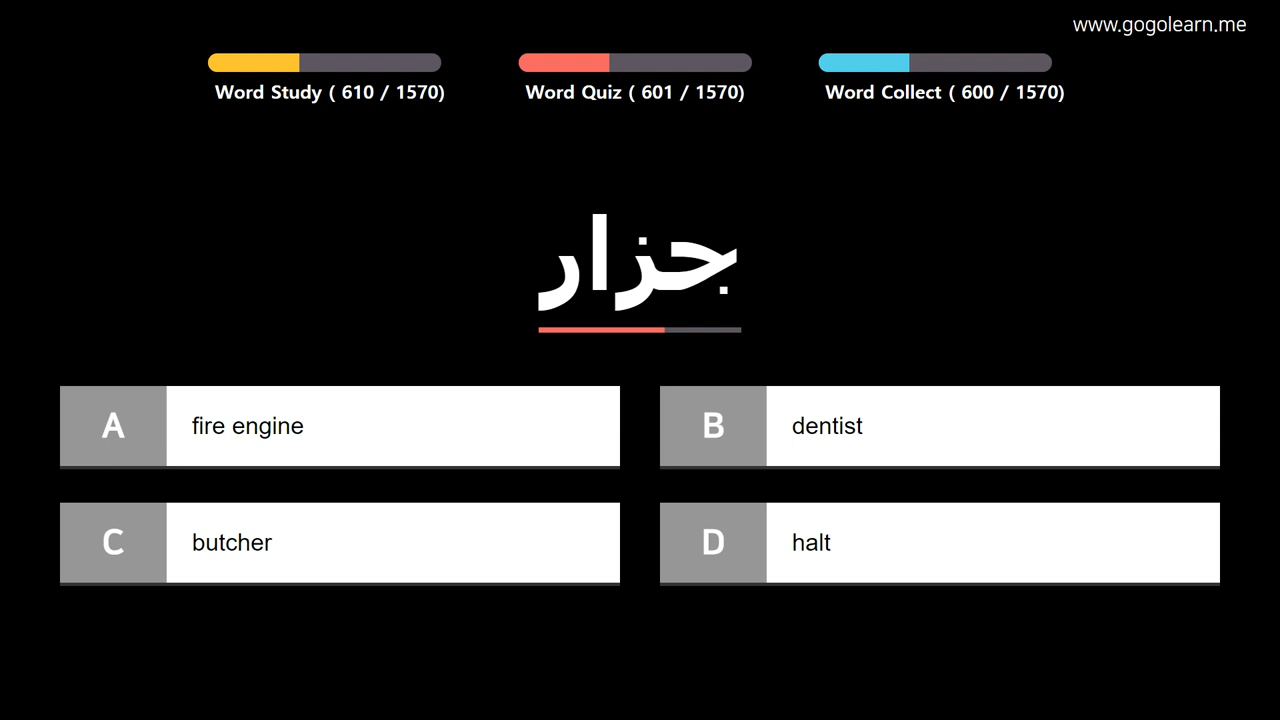 www.gogolearn.me
Word Study ( 610 / 1570)
Word Quiz ( 601 / 1570)
Word Collect ( 600 / 1570)
جزار
A
fire engine
B
dentist
C
butcher
D
halt